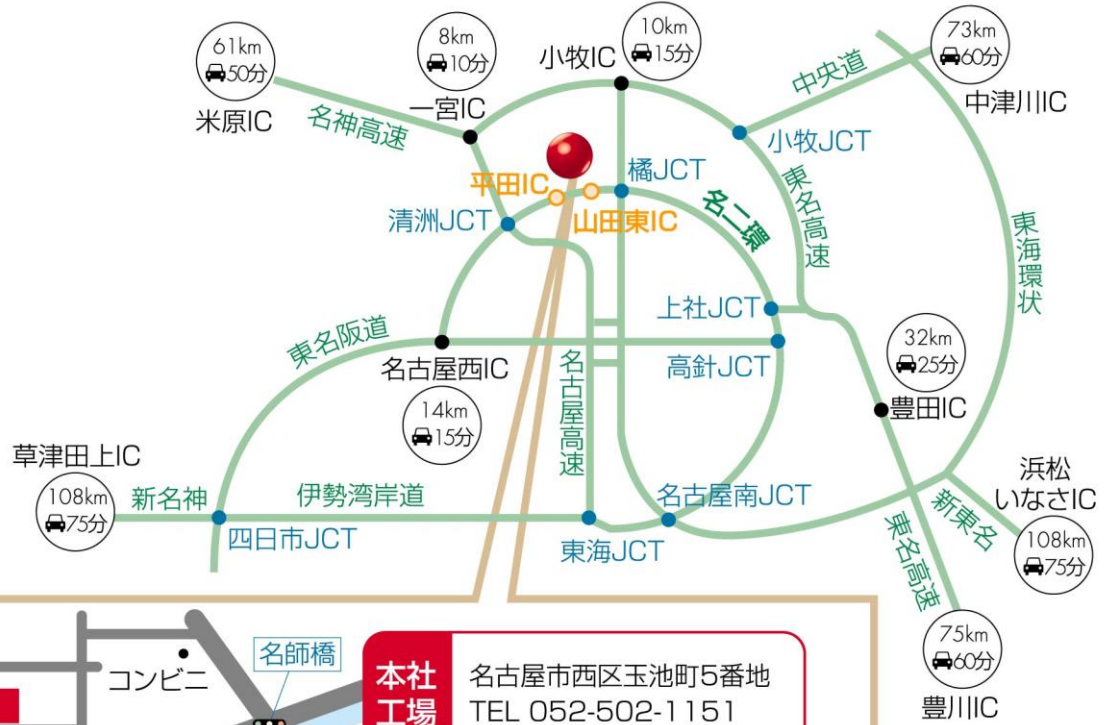 61km
50分
米原IC
8km
10分
一宮IC
小牧IC
10km
15分
73km
60分
中津川IC
名神高速
中央道
小牧JCT
平田IC
山田東IC
橘JCT
清洲JCT
名二環
東名高速
東海環状
上社JCT
高針JCT
東名阪道
名古屋西IC
14km
15分
名古屋高速
32km
25分
豊田IC
草津田上IC
108km
75分
新名神
伊勢湾岸道
四日市JCT
東海JCT
名古屋南JCT
浜松
いなさIC
108km
75分
新東名
東名高速
75km
60分
豊川IC
コンビニ
名師橋
本社
工場
名古屋市西区玉池町5番地
TEL 052-502-1151